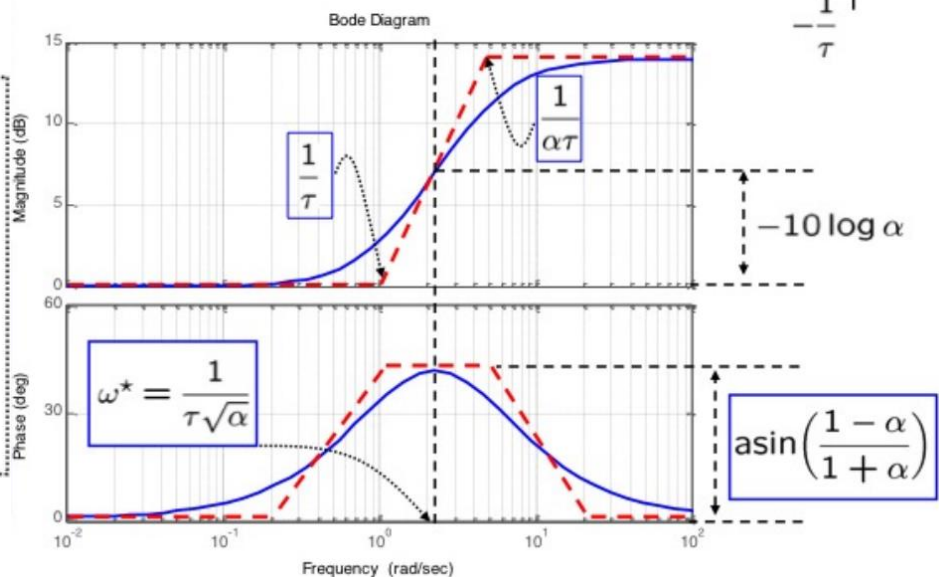 Bode Diagram
-1/τ
15
10
5
0
Magnitude (dB)
1/τ
1/(ατ)
−10 log α
60
30
0
Phase (deg)
ω* = 1/(τ√α)
asin((1 − α)/(1 + α))
10^-2 10^-1 10^0 10^1 10^2
Frequency (rad/sec)